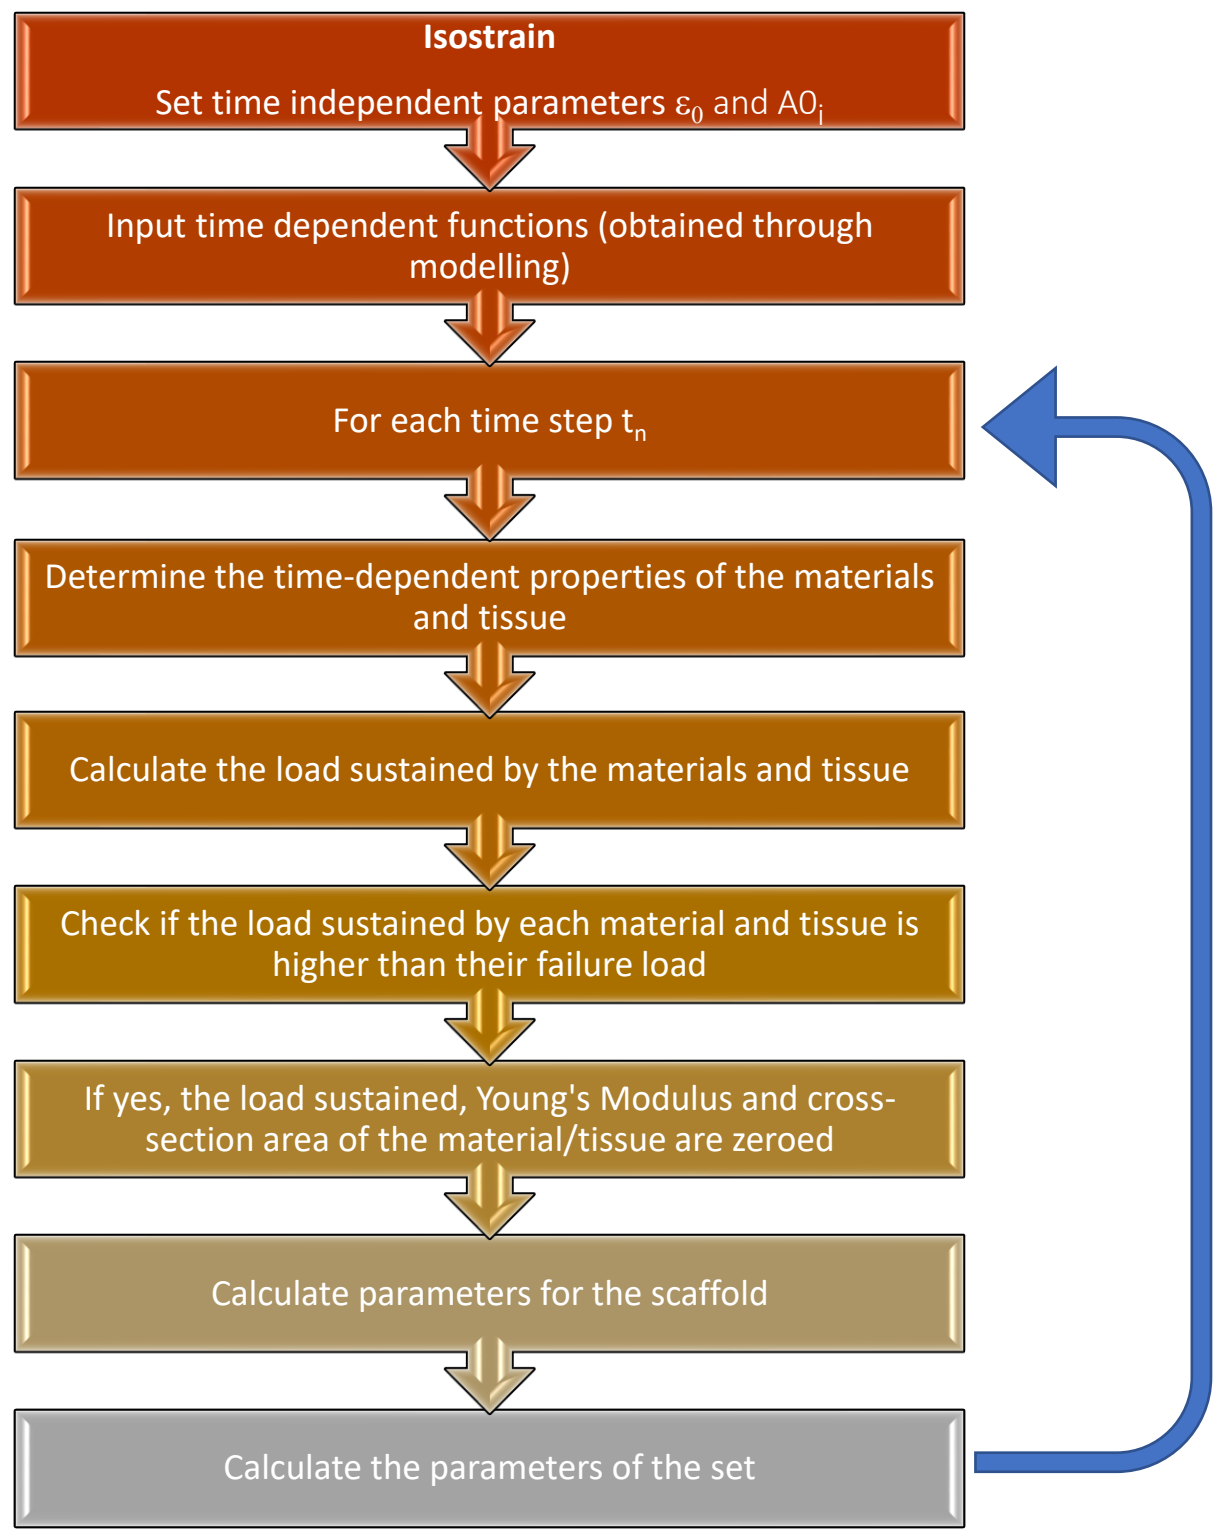 Isostrain
Set time independent parameters ε₀ and A0ᵢ
Input time dependent functions (obtained through
modelling)
For each time step tₙ
Determine the time-dependent properties of the materials
and tissue
Calculate the load sustained by the materials and tissue
Check if the load sustained by each material and tissue is
higher than their failure load
If yes, the load sustained, Young's Modulus and cross-
section area of the material/tissue are zeroed
Calculate parameters for the scaffold
Calculate the parameters of the set